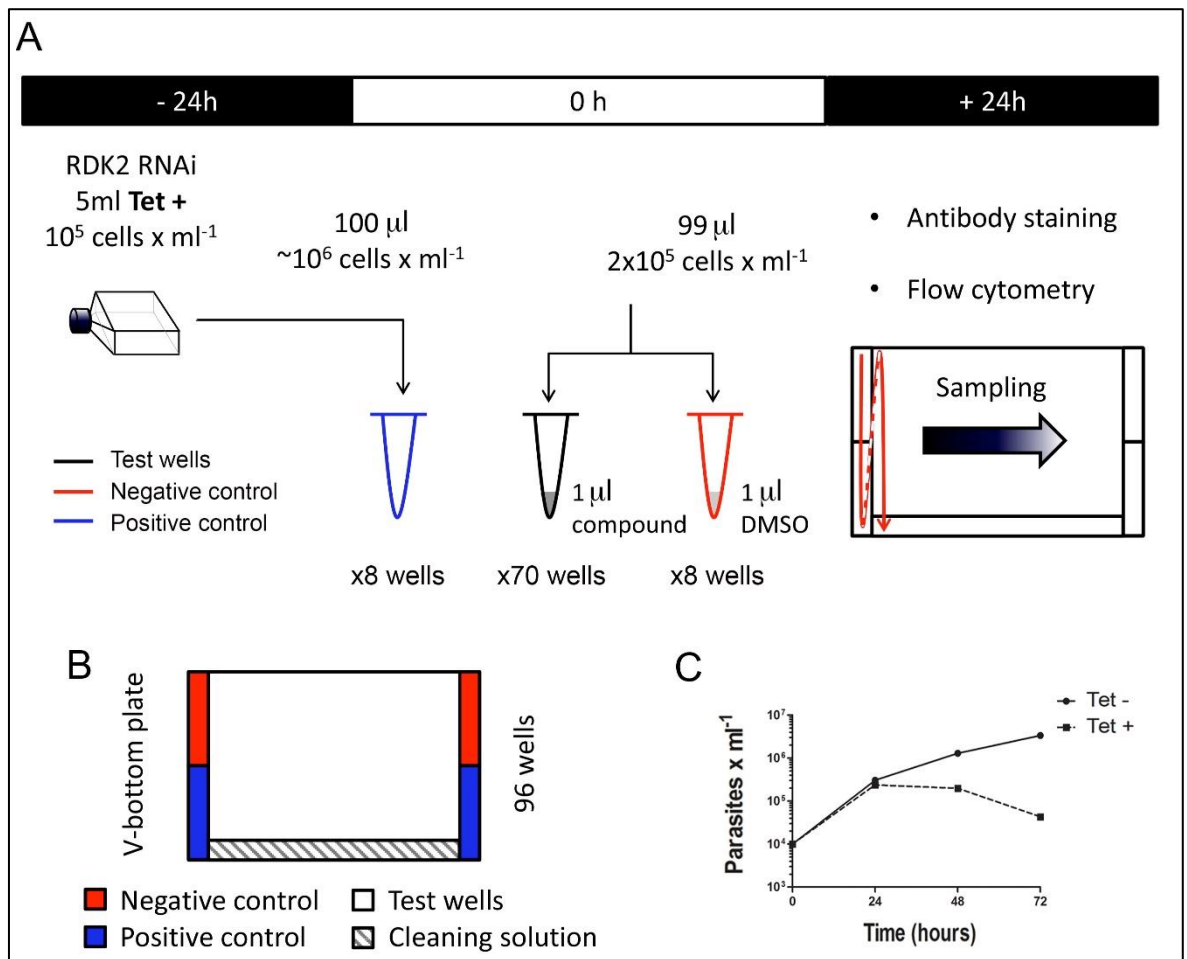 A
- 24h
0 h
+ 24h
RDK2 RNAi
5ml Tet +
10⁵ cells x ml⁻¹
100 µl
~10⁶ cells x ml⁻¹
99 µl
2x10⁵ cells x ml⁻¹
• Antibody staining
• Flow cytometry
Sampling
Test wells
Negative control
Positive control
1 µl
compound
1 µl
DMSO
x8 wells
x70 wells
x8 wells
B
V-bottom plate
96 wells
Negative control
Test wells
Positive control
Cleaning solution
C
Tet -
Tet +
Parasites x ml⁻¹
10⁷
10⁶
10⁵
10⁴
10³
0
24
48
72
Time (hours)